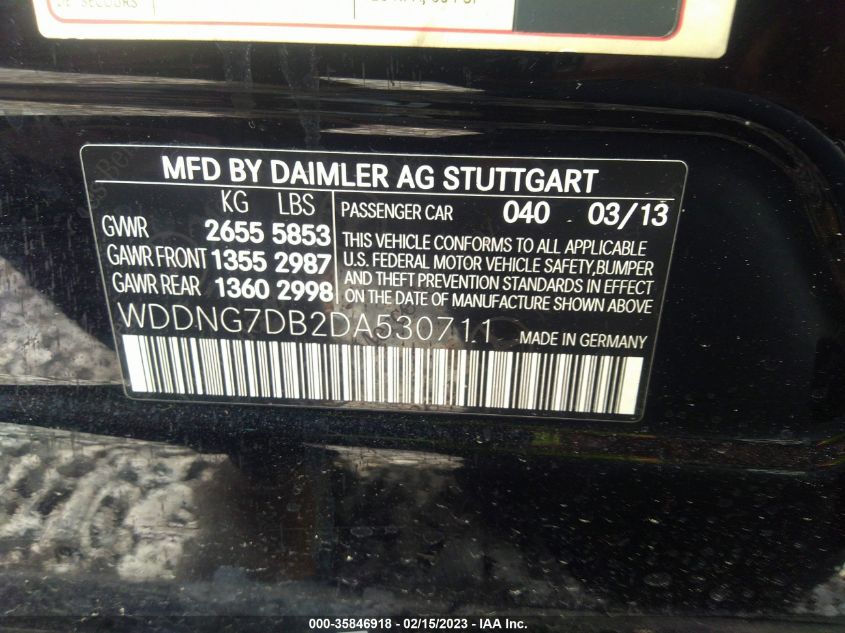 DE SECOURS
MFD BY DAIMLER AG STUTTGART
KG LBS
GVWR 2655 5853
GAWR FRONT 1355 2987
GAWR REAR 1360 2998
PASSENGER CAR 040 03/13
THIS VEHICLE CONFORMS TO ALL APPLICABLE
U.S. FEDERAL MOTOR VEHICLE SAFETY,BUMPER
AND THEFT PREVENTION STANDARDS IN EFFECT
ON THE DATE OF MANUFACTURE SHOWN ABOVE
WDDNG7DB2DA530711 MADE IN GERMANY
000-35846918 - 02/15/2023 - IAA Inc.